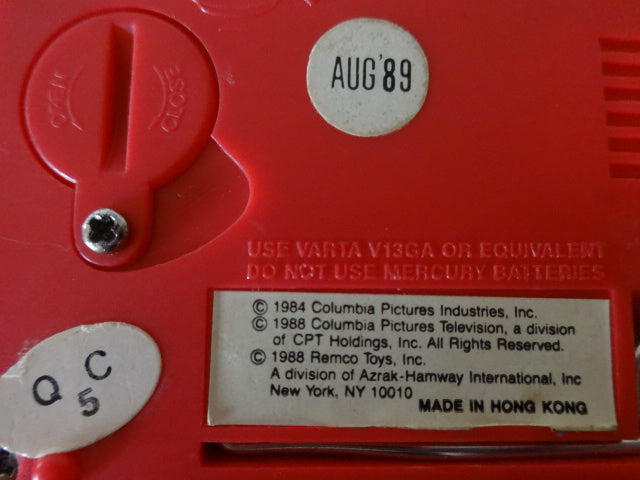 AUG'89
OPEN
CLOSE
USE VARTA V13GA OR EQUIVALENT
DO NOT USE MERCURY BATTERIES
© 1984 Columbia Pictures Industries, Inc.
© 1988 Columbia Pictures Television, a division
of CPT Holdings, Inc. All Rights Reserved.
© 1988 Remco Toys, Inc.
A division of Azrak-Hamway International, Inc
New York, NY 10010
MADE IN HONG KONG
Q C
5